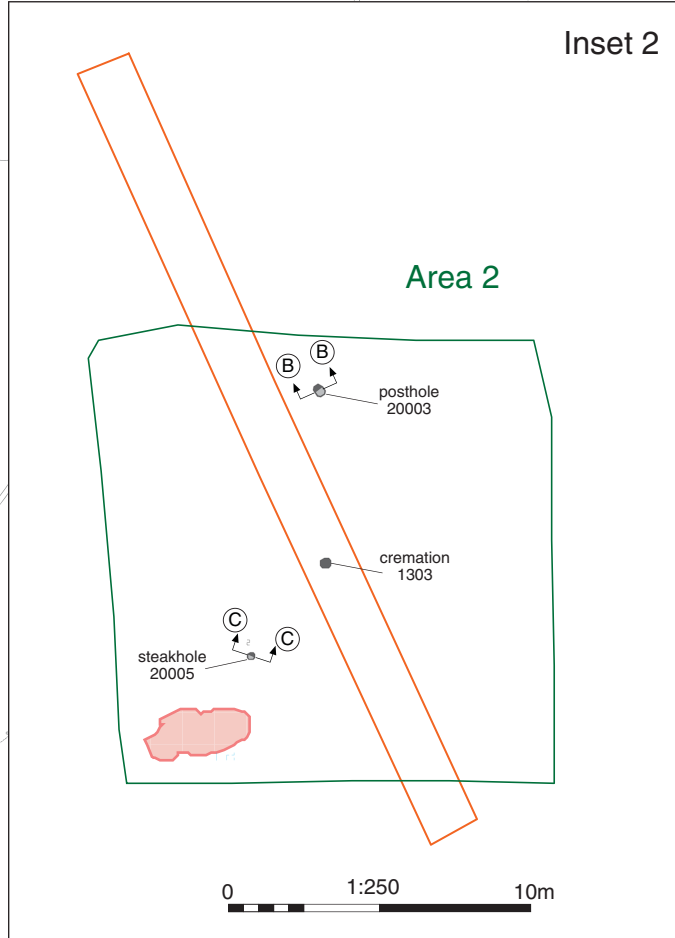 Inset 2
Area 2
B
B
posthole
20003
cremation
1303
C
C
steakhole
20005
0
1:250
10m